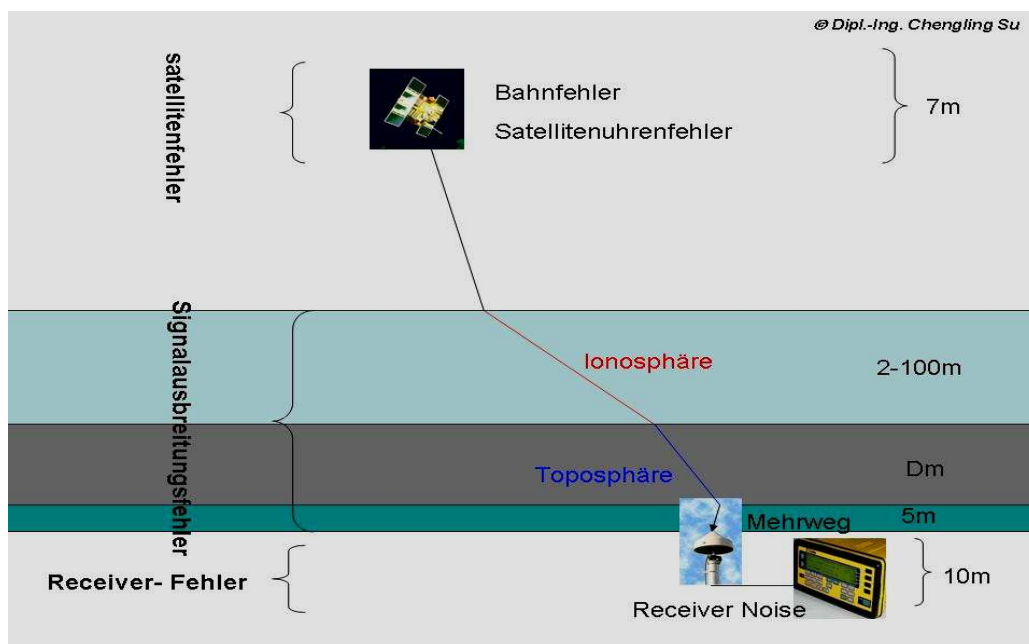 © Dipl.-Ing. Chengling Su
satellitenfehler
Bahnfehler
Satellitenuhrenfehler
7m
Signalausbreitungsfehler
Ionosphäre
2-100m
Toposphäre
Dm
Mehrweg
5m
Receiver- Fehler
10m
Receiver Noise